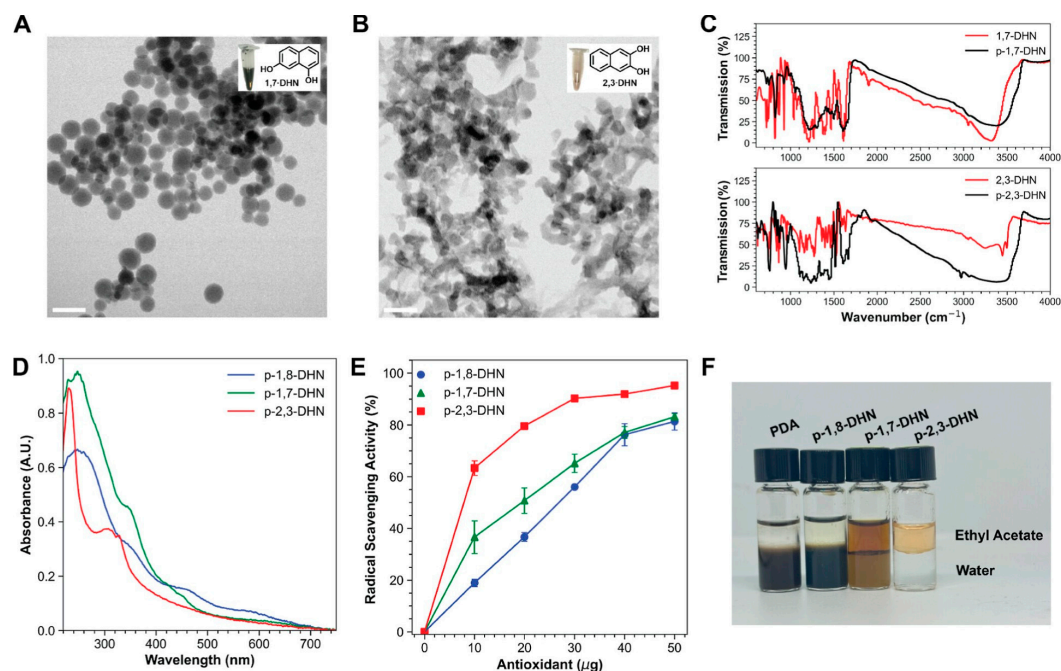 A
HO
OH
1,7-DHN
B
OH
OH
2,3-DHN
C
Transmission (%)
125
100
75
50
25
0
1,7-DHN
p-1,7-DHN
1000 1500 2000 2500 3000 3500 4000
Transmission (%)
125
100
75
50
25
0
2,3-DHN
p-2,3-DHN
1000 1500 2000 2500 3000 3500 4000
Wavenumber (cm⁻¹)
D
Absorbance (A.U.)
1.0
0.8
0.6
0.4
0.2
0.0
p-1,8-DHN
p-1,7-DHN
p-2,3-DHN
300 400 500 600 700
Wavelength (nm)
E
Radical Scavenging Activity (%)
100
80
60
40
20
0
p-1,8-DHN
p-1,7-DHN
p-2,3-DHN
0 10 20 30 40 50
Antioxidant (μg)
F
PDA
p-1,8-DHN
p-1,7-DHN
p-2,3-DHN
Ethyl Acetate
Water